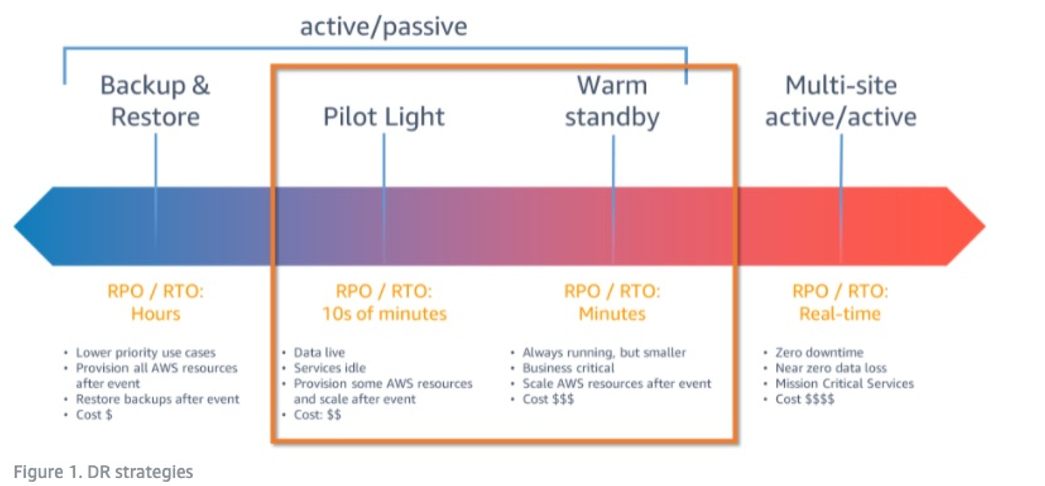 active/passive
Backup &
Restore
Pilot Light
Warm
standby
Multi-site
active/active
RPO / RTO:
Hours
RPO / RTO:
10s of minutes
RPO / RTO:
Minutes
RPO / RTO:
Real-time
• Lower priority use cases
• Provision all AWS resources
after event
• Restore backups after event
• Cost $
• Data live
• Services idle
• Provision some AWS resources
and scale after event
• Cost: $$
• Always running, but smaller
• Business critical
• Scale AWS resources after event
• Cost $$$
• Zero downtime
• Near zero data loss
• Mission Critical Services
• Cost $$$$
Figure 1. DR strategies